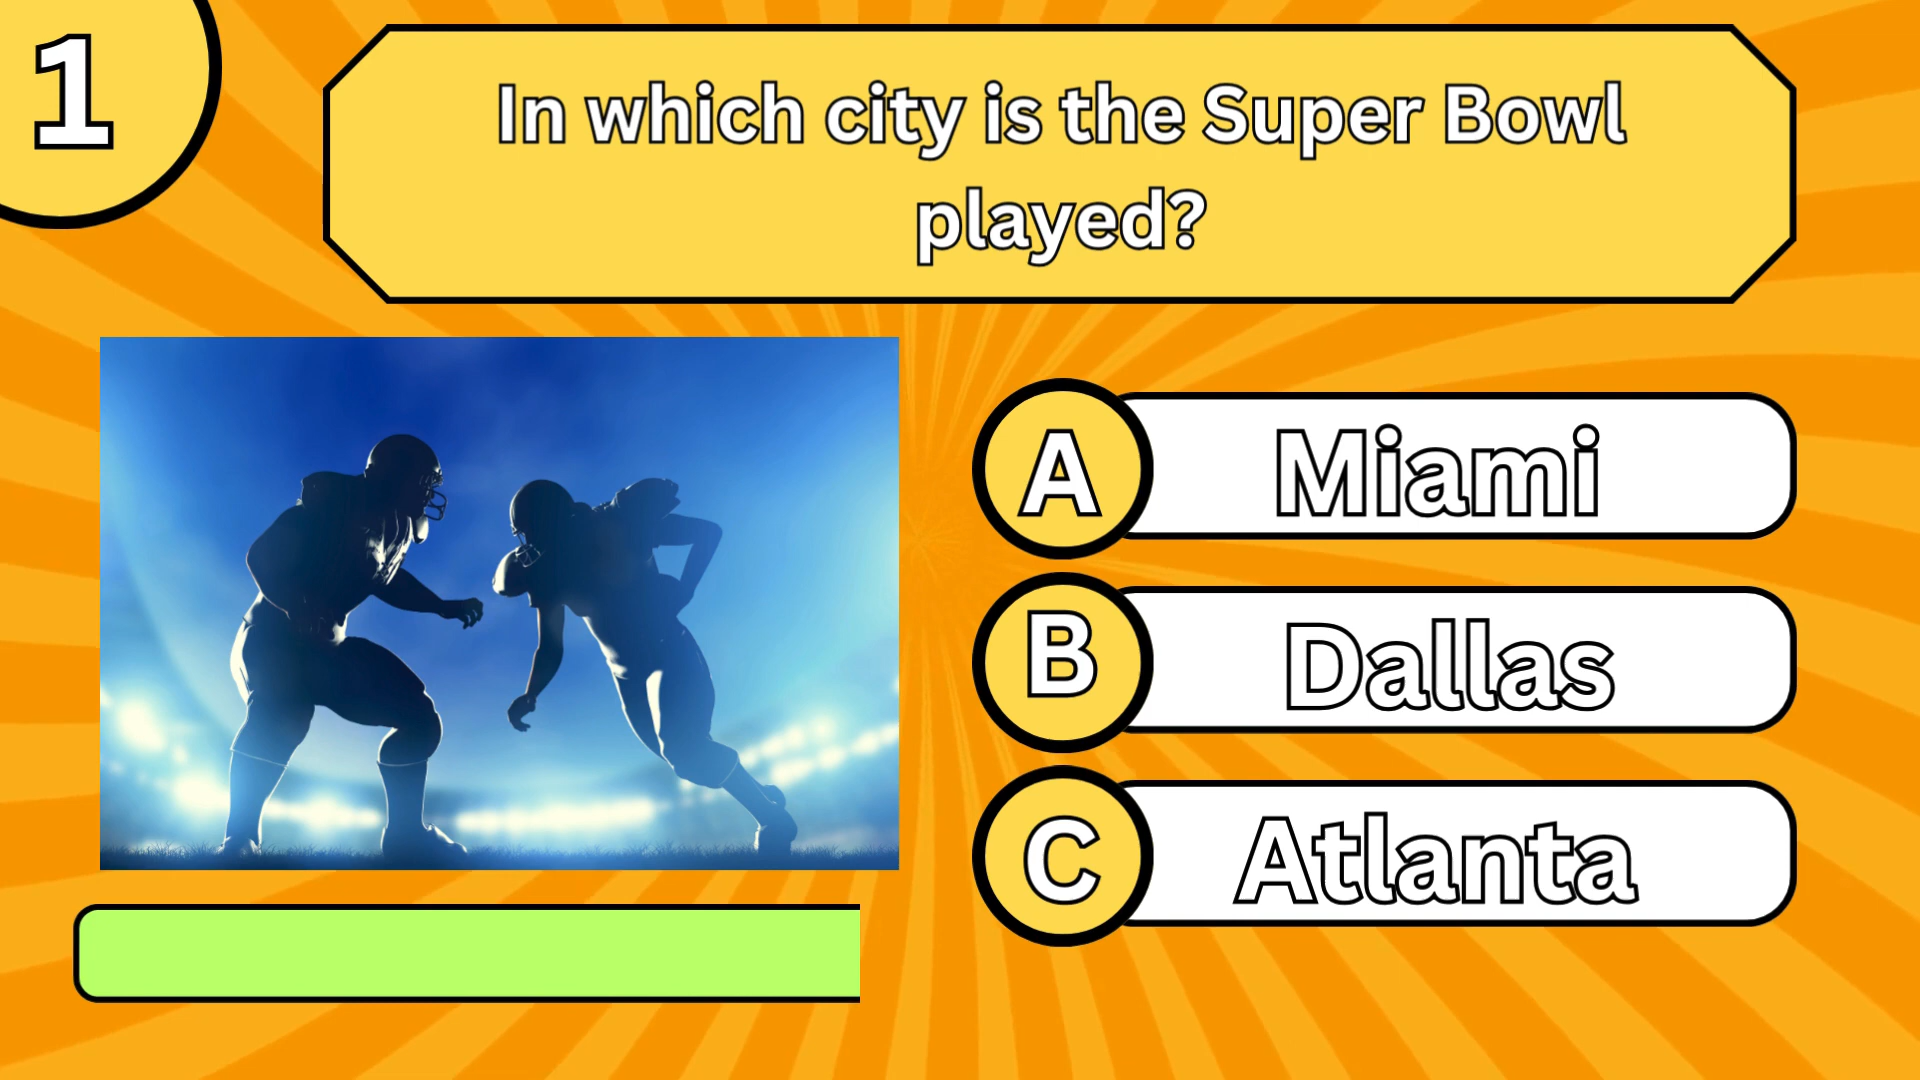 1
In which city is the Super Bowl
played?
A
Miami
B
Dallas
C
Atlanta